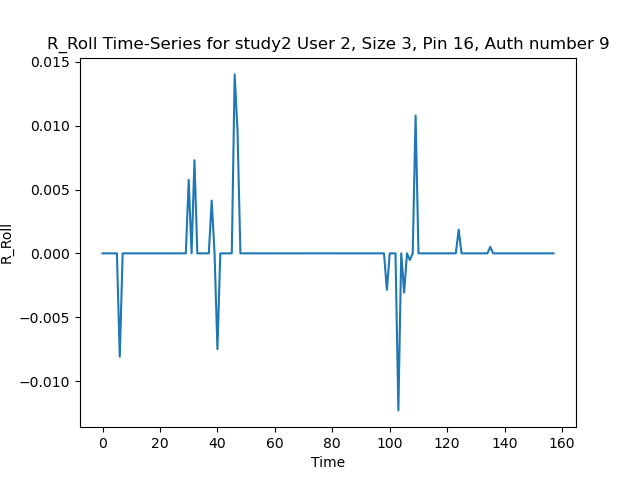 R_Roll Time-Series for study2 User 2, Size 3, Pin 16, Auth number 9
0.015
0.010
0.005
0.000
−0.005
−0.010
R_Roll
0 20 40 60 80 100 120 140 160
Time